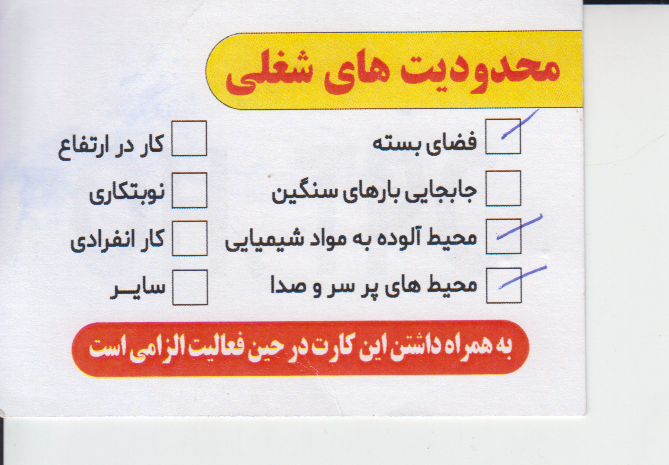 محدودیت های شغلی
فضای بسته
کار در ارتفاع
جابجایی بارهای سنگین
نوبتکاری
محیط آلوده به مواد شیمیایی
کار انفرادی
محیط های پر سر و صدا
سایر
به همراه داشتن این کارت در حین فعالیت الزامی است